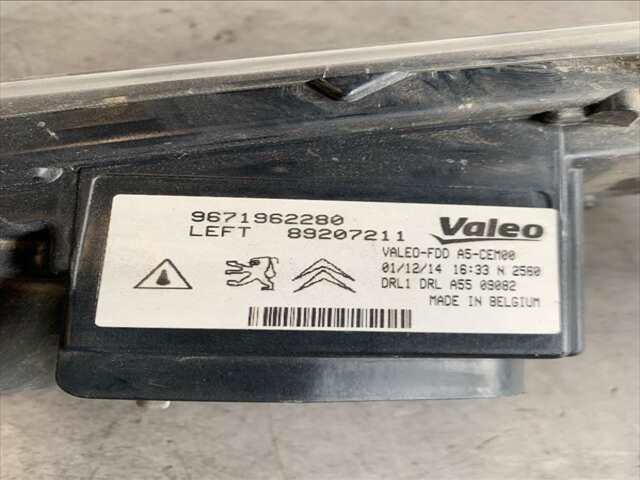 9671962280
LEFT 89207211
Valeo
VALEO-FDD A5-CEM00
01/12/14 16:33 N 2560
DRL1 DRL A55 09082
MADE IN BELGIUM